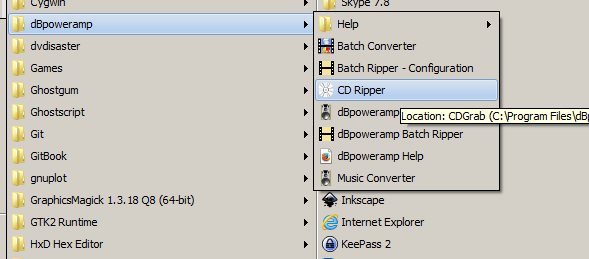 Cygwin
dBpoweramp
dvdisaster
Games
Ghostgum
Ghostscript
Git
GitBook
gnuplot
GraphicsMagick 1.3.18 Q8 (64-bit)
GTK2 Runtime
HxD Hex Editor
Skype 7.8
Help
Batch Converter
Batch Ripper - Configuration
CD Ripper
dBpoweramp
Location: CDGrab (C:\Program Files\dBp
dBpoweramp Batch Ripper
dBpoweramp Help
Music Converter
Inkscape
Internet Explorer
KeePass 2